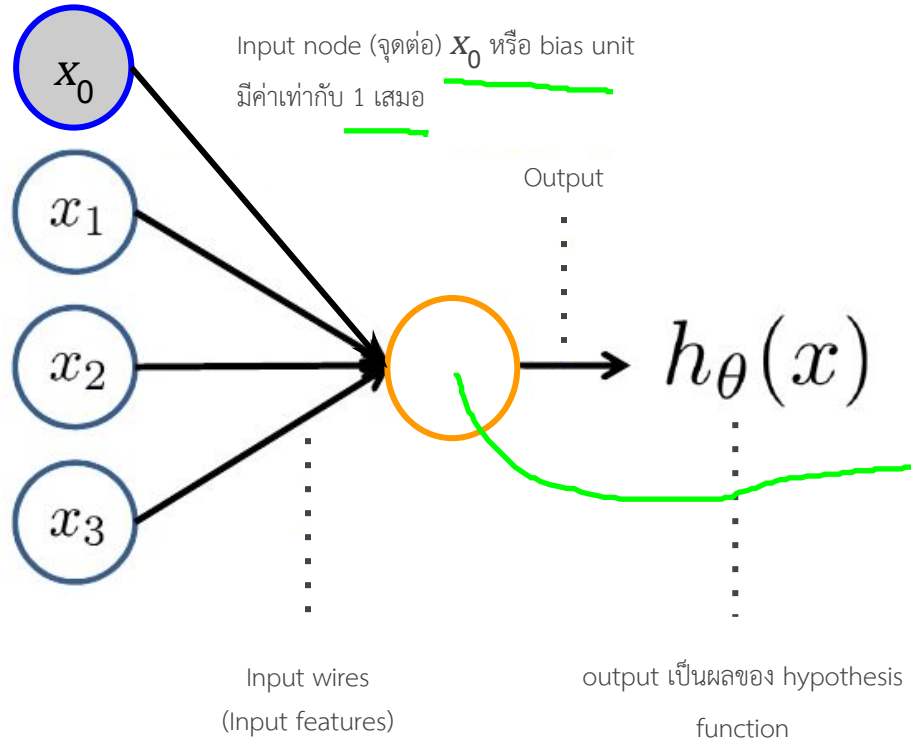 Input node (จุดต่อ) x₀ หรือ bias unit
มีค่าเท่ากับ 1 เสมอ
x₀
x₁
x₂
x₃
Output
hθ(x)
Input wires
(Input features)
output เป็นผลของ hypothesis
function